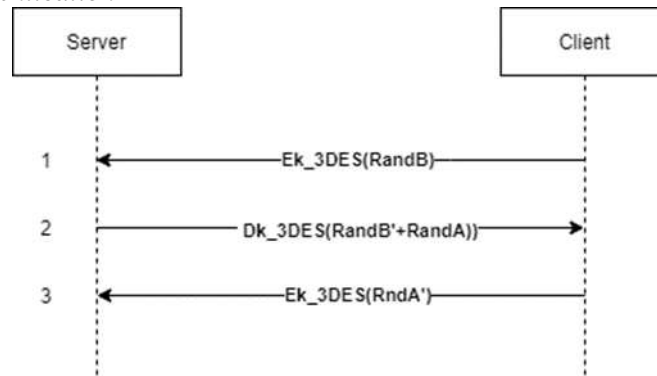 Server
Client
1
Ek_3DES(RandB)
2
Dk_3DES(RandB'+RandA))
3
Ek_3DES(RndA')